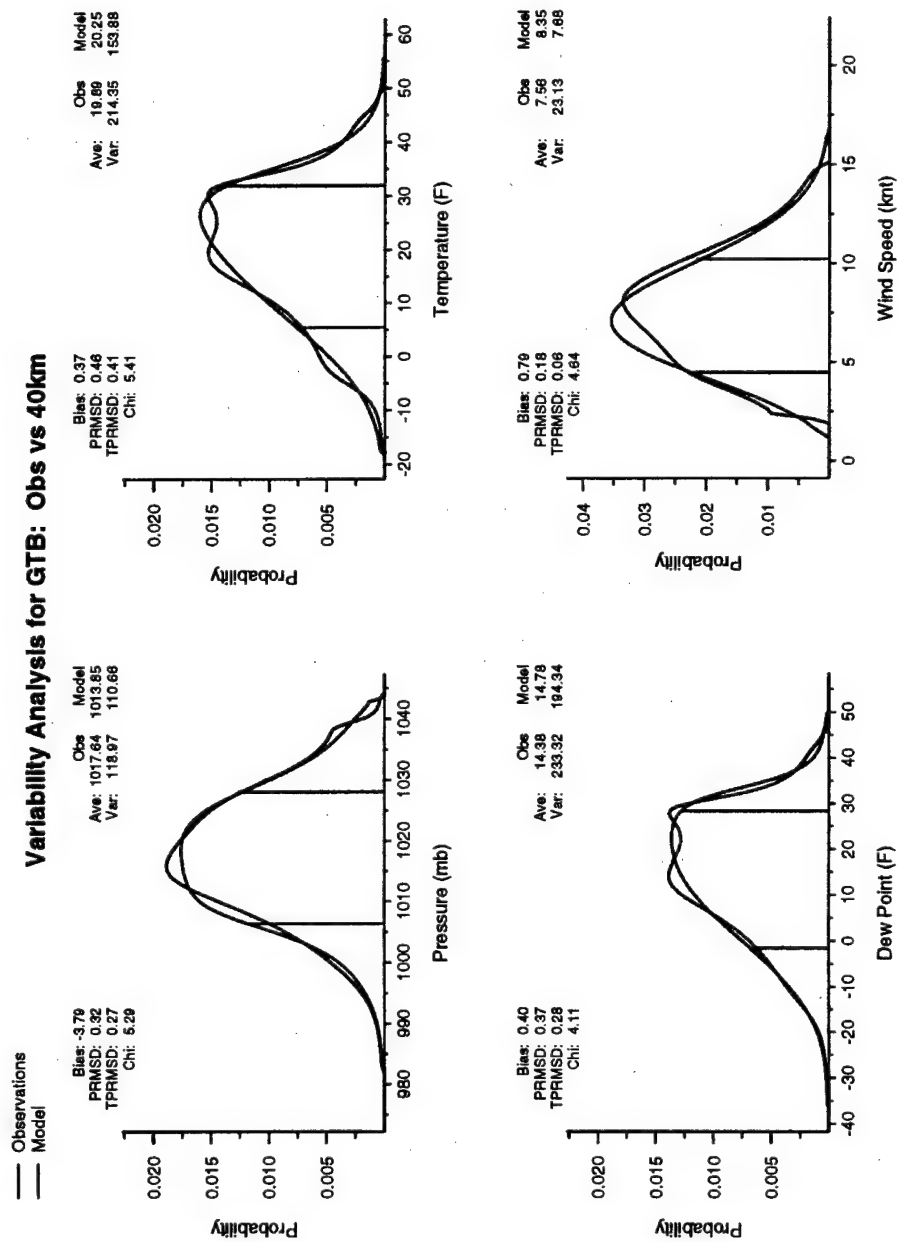 Observations
Model
Variability Analysis for GTB: Obs vs 40km
Bias: -3.79
PRMSD: 0.32
TPRMSD: 0.27
Chi: 5.29
Obs Model
Ave: 1017.64 1013.85
Var: 118.97 110.66
Probability
0.020
0.015
0.010
0.005
980 990 1000 1010 1020 1030 1040
Pressure (mb)
Bias: 0.37
PRMSD: 0.46
TPRMSD: 0.41
Chi: 5.41
Obs Model
Ave: 19.89 20.25
Var: 214.35 153.88
Probability
0.020
0.015
0.010
0.005
-20 -10 0 10 20 30 40 50 60
Temperature (F)
Bias: 0.40
PRMSD: 0.37
TPRMSD: 0.28
Chi: 4.11
Obs Model
Ave: 14.38 14.78
Var: 233.32 194.34
Probability
0.020
0.015
0.010
0.005
-40 -30 -20 -10 0 10 20 30 40 50
Dew Point (F)
Bias: 0.79
PRMSD: 0.18
TPRMSD: 0.06
Chi: 4.64
Obs Model
Ave: 7.56 8.35
Var: 23.13 7.68
Probability
0.04
0.03
0.02
0.01
0 5 10 15 20
Wind Speed (knt)